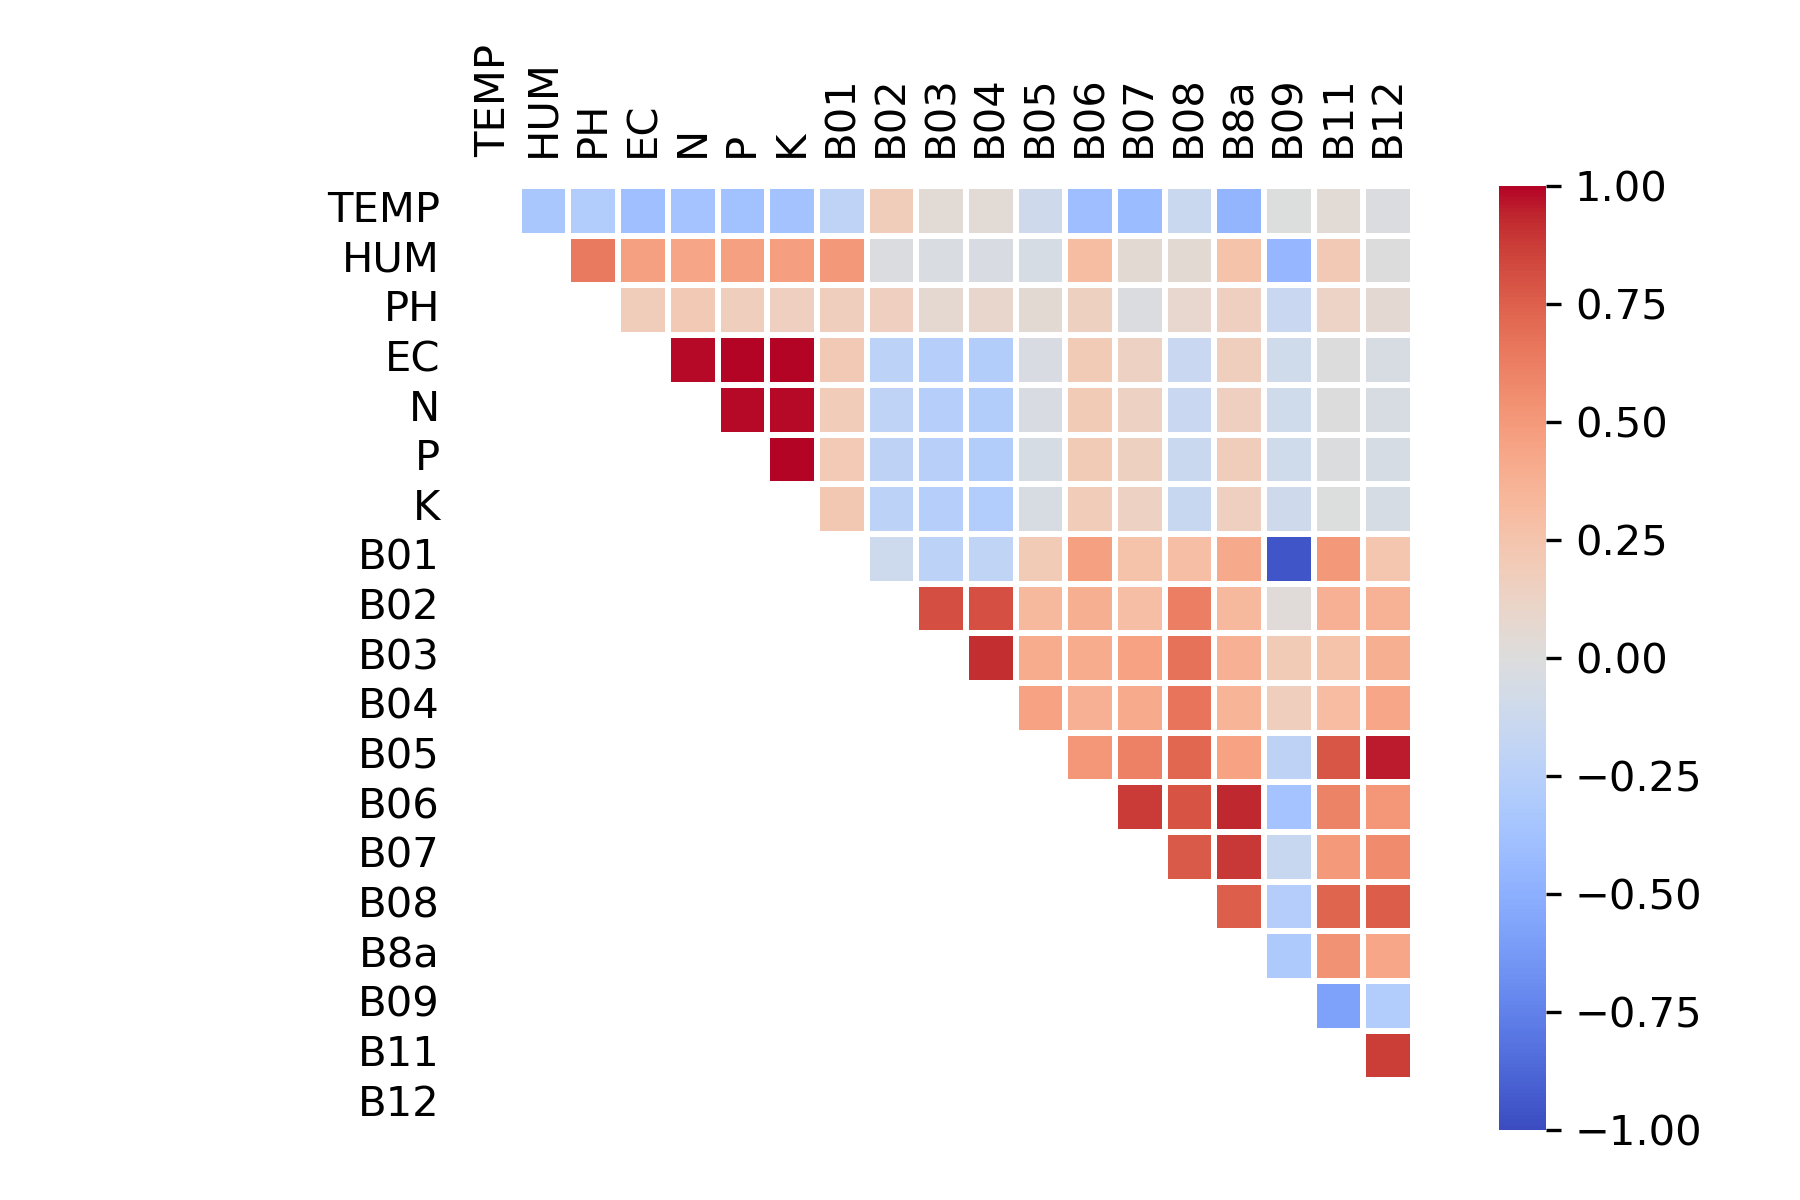 TEMP HUM PH EC N P K B01 B02 B03 B04 B05 B06 B07 B08 B8a B09 B11 B12
TEMP
HUM
PH
EC
N
P
K
B01
B02
B03
B04
B05
B06
B07
B08
B8a
B09
B11
B12
1.00
0.75
0.50
0.25
0.00
−0.25
−0.50
−0.75
−1.00